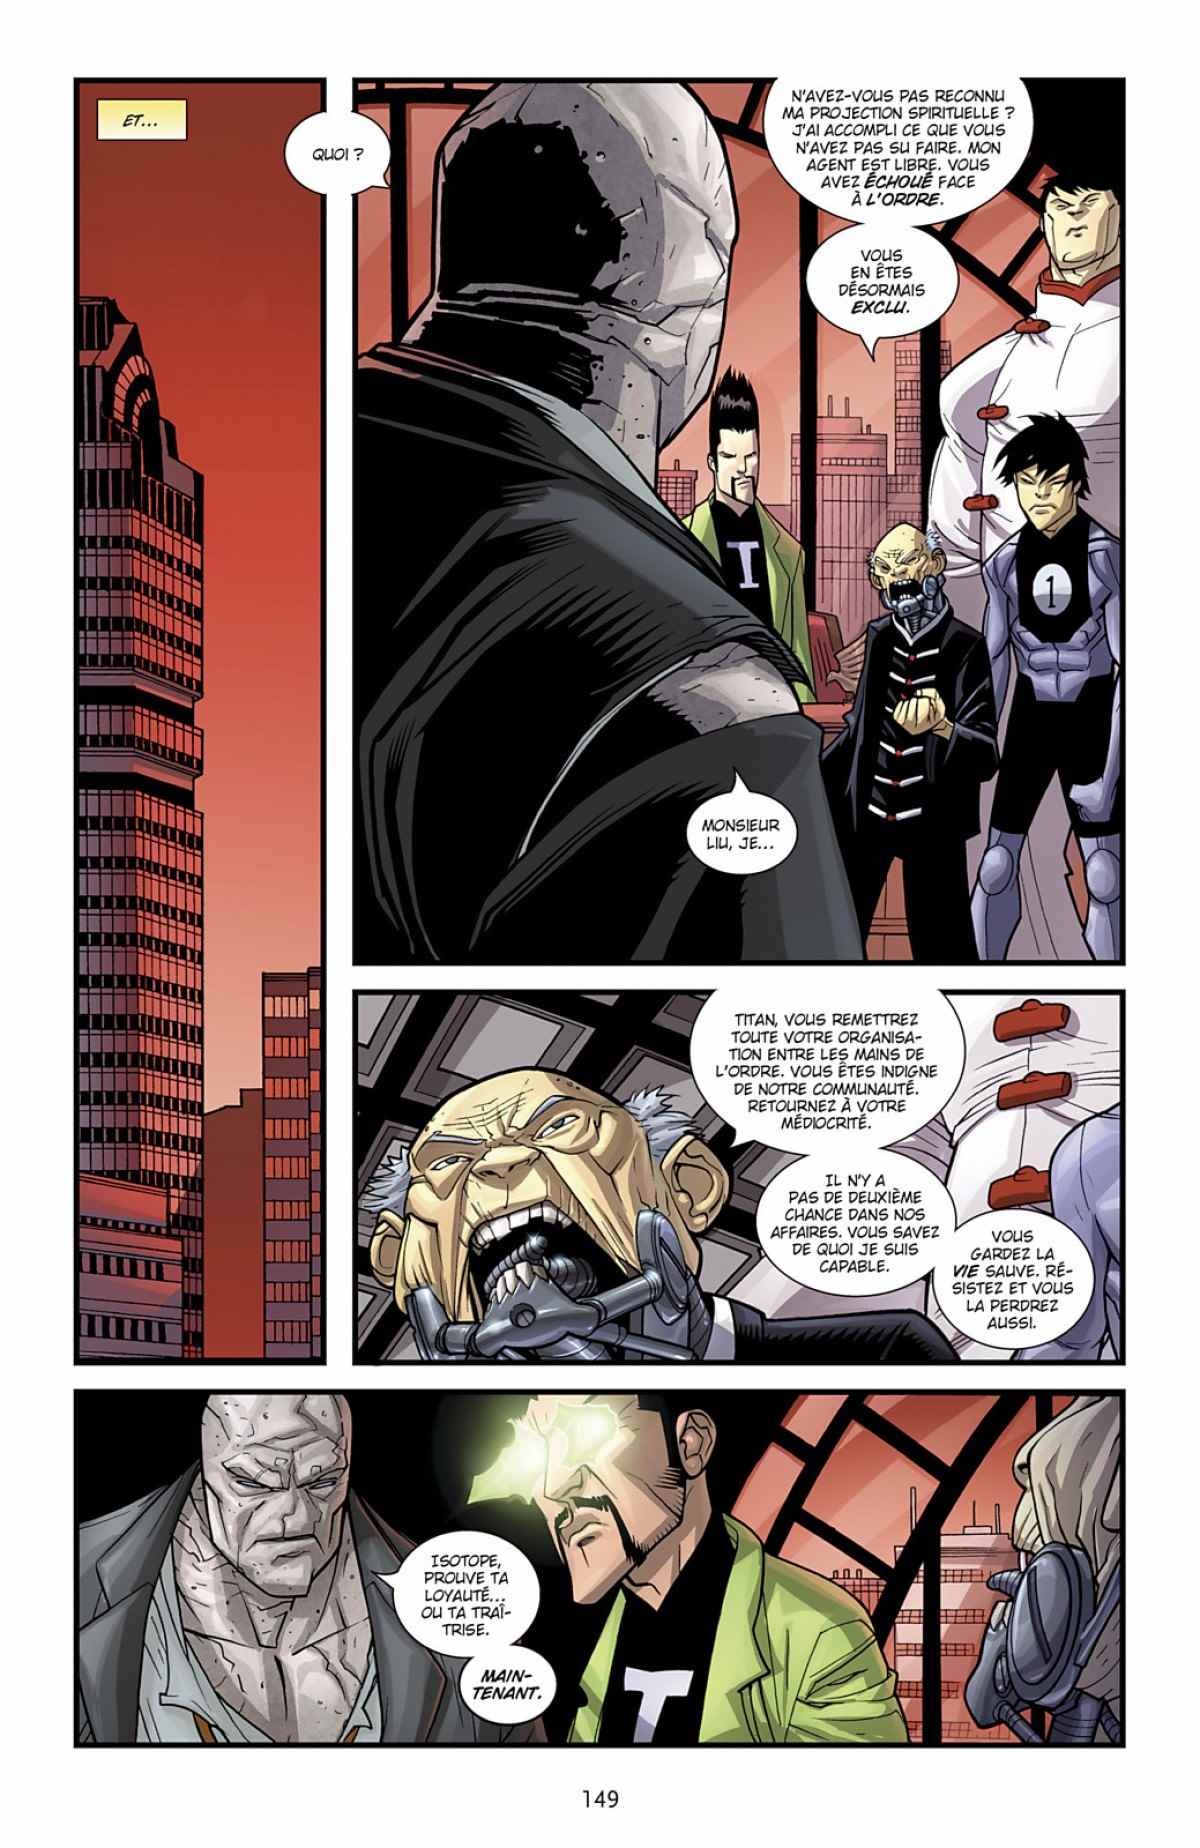 ET...
QUOI ?
N'AVEZ-VOUS PAS RECONNU
MA PROJECTION SPIRITUELLE ?
J'AI ACCOMPLI CE QUE VOUS
N'AVEZ PAS SU FAIRE. MON
AGENT EST LIBRE. VOUS
AVEZ ÉCHOUÉ FACE
À L'ORDRE.
VOUS
EN ÊTES
DÉSORMAIS
EXCLU.
I
1
MONSIEUR
LIU, JE...
TITAN, VOUS REMETTREZ
TOUTE VOTRE ORGANISA-
TION ENTRE LES MAINS DE
L'ORDRE. VOUS ÊTES INDIGNE
DE NOTRE COMMUNAUTÉ.
RETOURNEZ À VOTRE
MÉDIOCRITÉ.
IL N'Y A
PAS DE DEUXIÈME
CHANCE DANS NOS
AFFAIRES. VOUS SAVEZ
DE QUOI JE SUIS
CAPABLE.
VOUS
GARDEZ LA
VIE SAUVE. RÉ-
SISTEZ ET VOUS
LA PERDREZ
AUSSI.
ISOTOPE,
PROUVE TA
LOYAUTÉ...
OU TA TRAÎ-
TRISE.
MAIN-
TENANT.
I
149